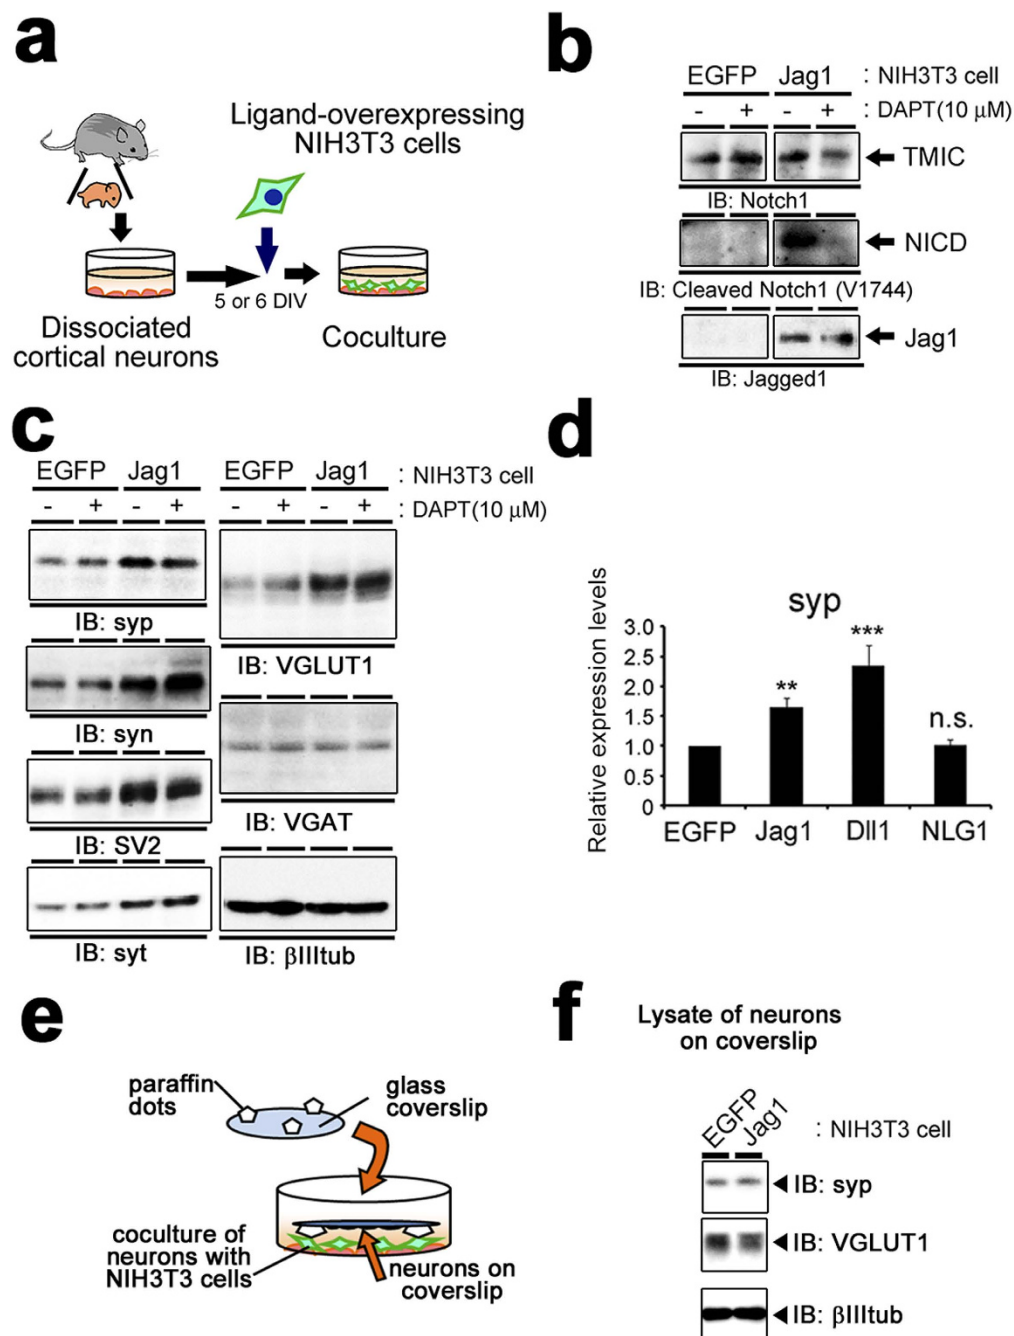 a
Ligand-overexpressing
NIH3T3 cells
5 or 6 DIV
Dissociated
cortical neurons
Coculture
b
EGFP Jag1 : NIH3T3 cell
- + - + : DAPT(10 μM)
TMIC
IB: Notch1
NICD
IB: Cleaved Notch1 (V1744)
Jag1
IB: Jagged1
c
EGFP Jag1 EGFP Jag1 : NIH3T3 cell
- + - + - + - + : DAPT(10 μM)
IB: syp
IB: syn
IB: SV2
IB: syt
IB: VGLUT1
IB: VGAT
IB: βIIItub
d
syp
Relative expression levels
3.0
2.5
2.0
1.5
1.0
0.5
0
** *** n.s.
EGFP Jag1 Dll1 NLG1
e
paraffin
dots
glass
coverslip
coculture of
neurons with
NIH3T3 cells
neurons on
coverslip
f
Lysate of neurons
on coverslip
EGFP Jag1 : NIH3T3 cell
IB: syp
IB: VGLUT1
IB: βIIItub